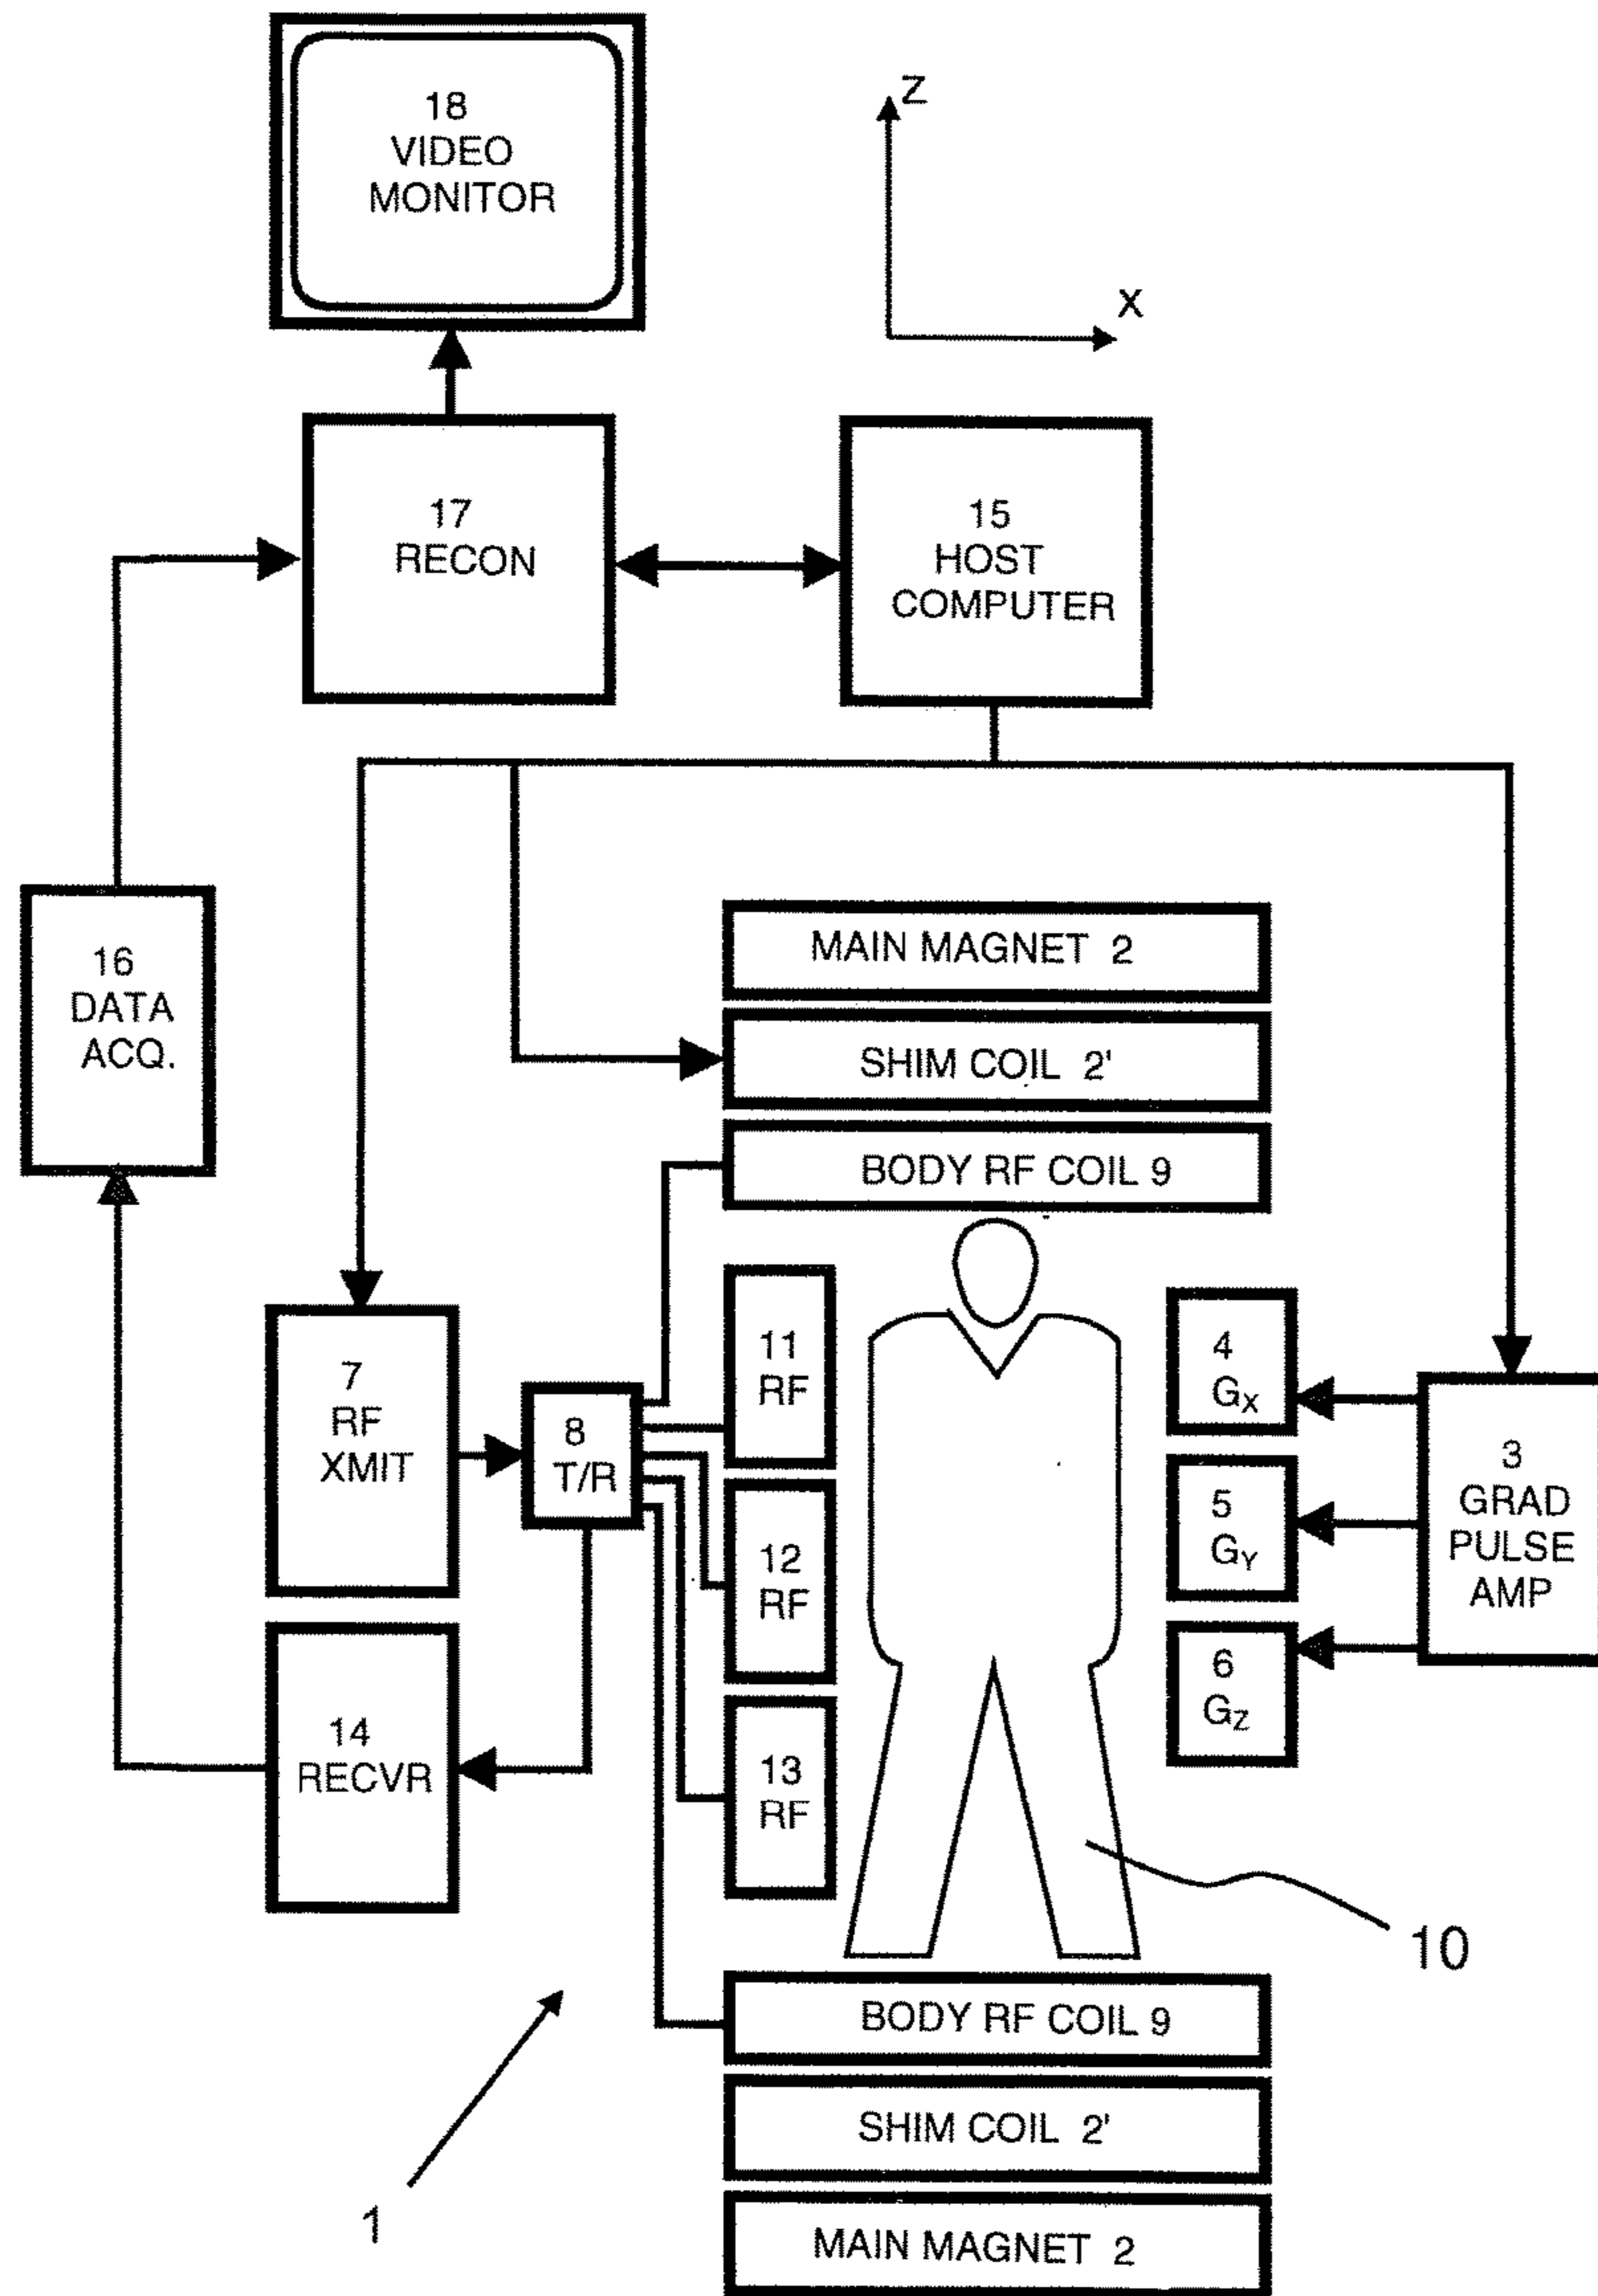 18
VIDEO
MONITOR
Z
X
17
RECON
15
HOST
COMPUTER
16
DATA
ACQ.
MAIN MAGNET 2
SHIM COIL 2'
BODY RF COIL 9
7
RF
XMIT
8
T/R
11
RF
12
RF
13
RF
4
GX
5
GY
6
GZ
3
GRAD
PULSE
AMP
14
RECVR
10
BODY RF COIL 9
SHIM COIL 2'
MAIN MAGNET 2
1